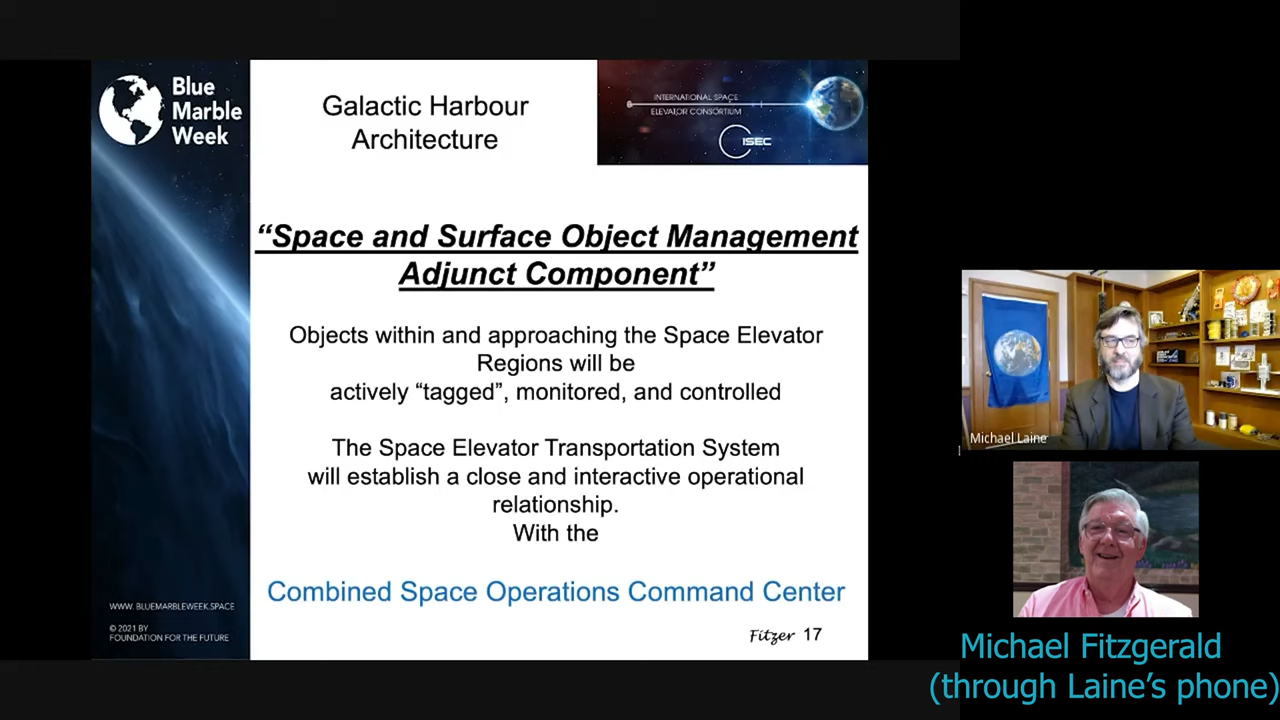 Blue
Marble
Week
Galactic Harbour
Architecture
INTERNATIONAL SPACE
ELEVATOR CONSORTIUM
ISEC
“Space and Surface Object Management
Adjunct Component”
Objects within and approaching the Space Elevator
Regions will be
actively “tagged”, monitored, and controlled
The Space Elevator Transportation System
will establish a close and interactive operational
relationship.
With the
Combined Space Operations Command Center
WWW. BLUEMARBLEWEEK.SPACE
© 2021 BY
FOUNDATION FOR THE FUTURE
Fitzer 17
Michael Laine
Michael Fitzgerald
(through Laine’s phone)